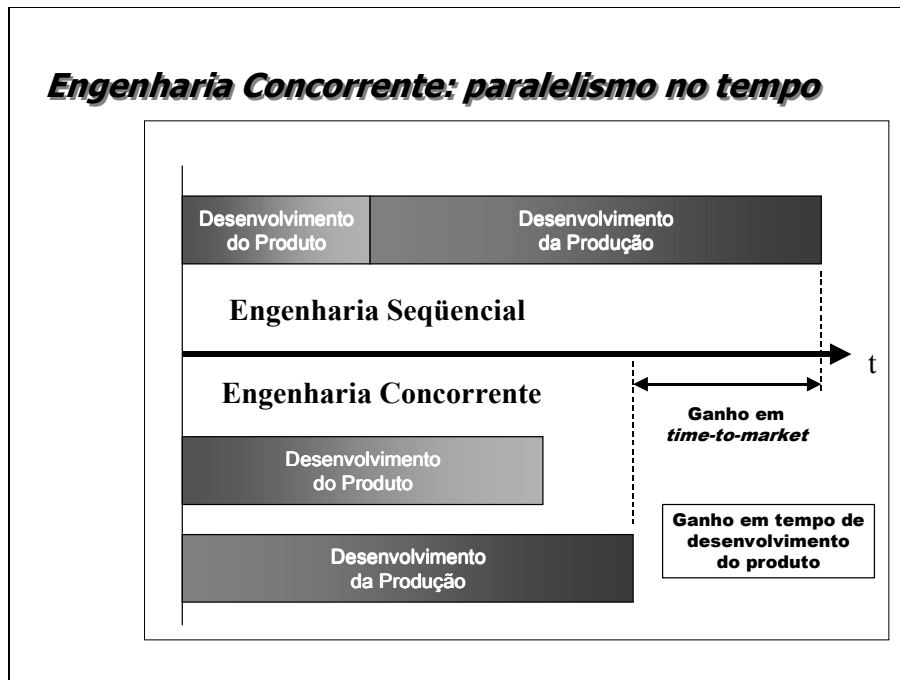 Engenharia Concorrente: paralelismo no tempo
Desenvolvimento
do Produto
Desenvolvimento
da Produção
Engenharia Seqüencial
t
Engenharia Concorrente
Ganho em
time-to-market
Desenvolvimento
do Produto
Ganho em tempo de
desenvolvimento
do produto
Desenvolvimento
da Produção